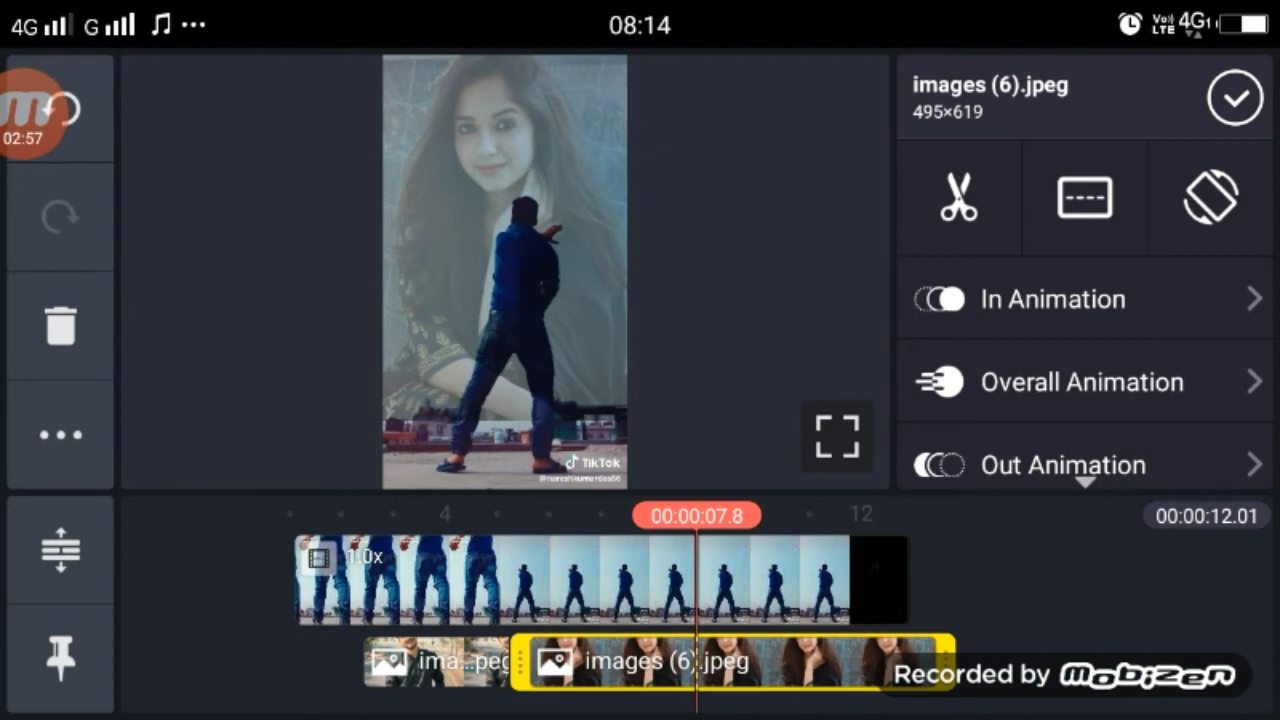 4G G 08:14 VoLTE 4G
02:57
images (6).jpeg
495×619
In Animation
Overall Animation
Out Animation
TikTok
4 00:00:07.8 12 00:00:12.01
1.0x
ima...peg images (6).jpeg
Recorded by mobizen